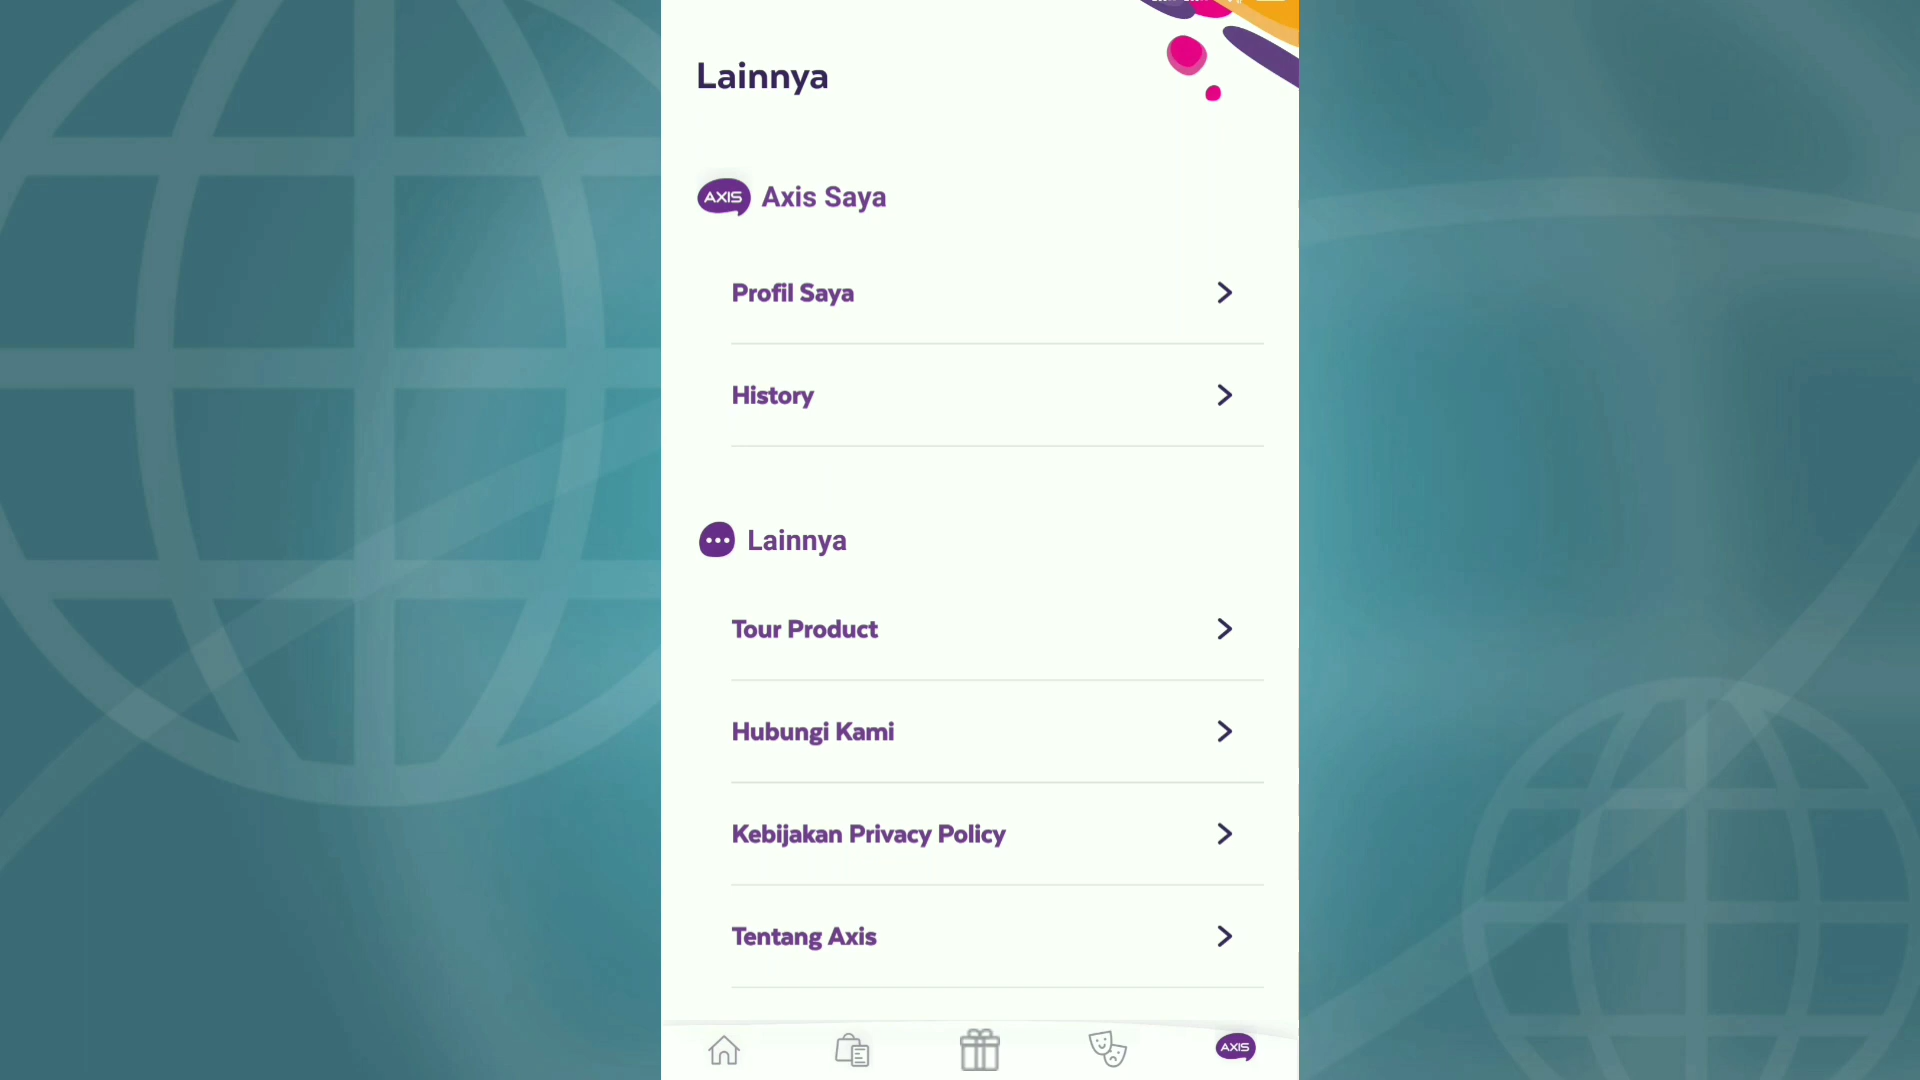 Lainnya
AXIS Axis Saya
Profil Saya
History
Lainnya
Tour Product
Hubungi Kami
Kebijakan Privacy Policy
Tentang Axis
AXIS